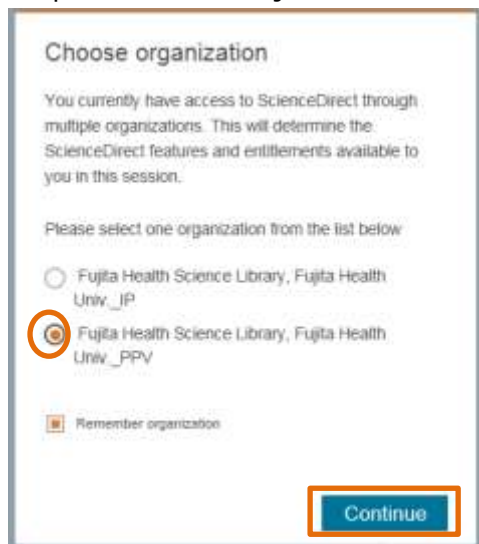 Choose organization
You currently have access to ScienceDirect through
multiple organizations. This will determine the
ScienceDirect features and entitlements available to
you in this session.
Please select one organization from the list below
Fujita Health Science Library, Fujita Health
Univ._IP
Fujita Health Science Library, Fujita Health
Univ._PPV
Remember organization
Continue